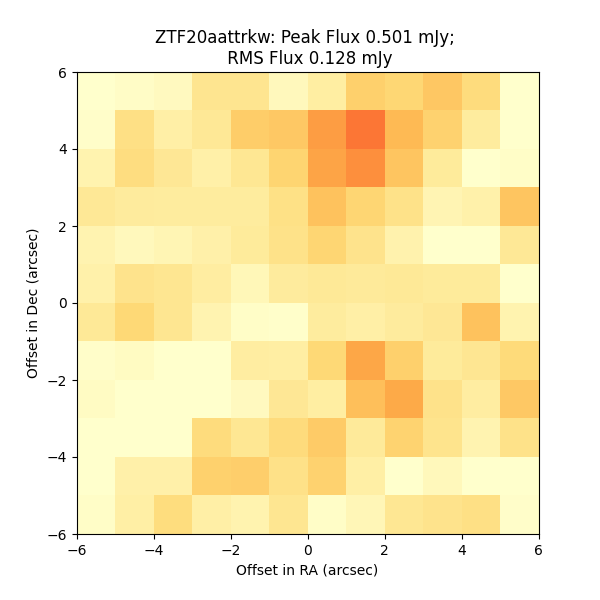 ZTF20aattrkw: Peak Flux 0.501 mJy;
RMS Flux 0.128 mJy
6
4
2
0
−2
−4
−6
Offset in Dec (arcsec)
−6 −4 −2 0 2 4 6
Offset in RA (arcsec)